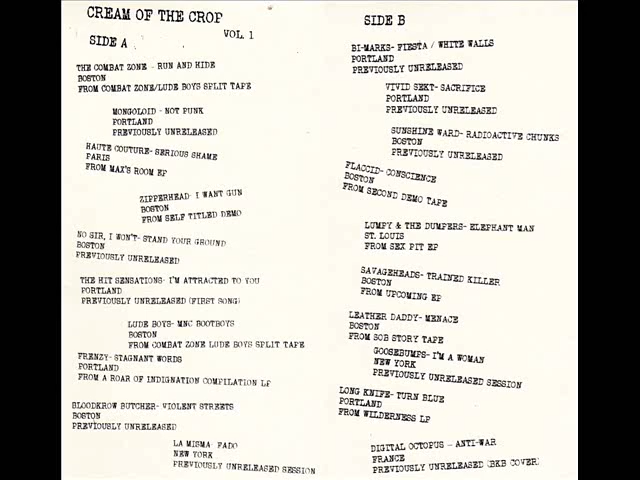 CREAM OF THE CROP
VOL. 1
SIDE A
THE COMBAT ZONE - RUN AND HIDE
BOSTON
FROM COMBAT ZONE/LUDE BOYS SPLIT TAPE
MONGOLOID - NOT PUNK
PORTLAND
PREVIOUSLY UNRELEASED
HAUTE COUTURE- SERIOUS SHAME
PARIS
FROM MAX'S ROOM EP
ZIPPERHEAD- I WANT GUN
BOSTON
FROM SELF TITLED DEMO
NO SIR, I WON'T- STAND YOUR GROUND
BOSTON
PREVIOUSLY UNRELEASED
THE HIT SENSATIONS- I'M ATTRACTED TO YOU
PORTLAND
PREVIOUSLY UNRELEASED (FIRST SONG)
LUDE BOYS- MNC BOOTBOYS
BOSTON
FROM COMBAT ZONE LUDE BOYS SPLIT TAPE
FRENZY- STAGNANT WORDS
PORTLAND
FROM A ROAR OF INDIGNATION COMPILATION LP
BLOODKROW BUTCHER- VIOLENT STREETS
BOSTON
PREVIOUSLY UNRELEASED
LA MISMA- FADO
NEW YORK
PREVIOUSLY UNRELEASED SESSION
SIDE B
BI-MARKS- FIESTA / WHITE WALLS
PORTLAND
PREVIOUSLY UNRELEASED
VIVID SEKT- SACRIFICE
PORTLAND
PREVIOUSLY UNRELEASED
SUNSHINE WARD- RADIOACTIVE CHUNKS
BOSTON
PREVIOUSLY UNRELEASED
FLACCID- CONSCIENCE
BOSTON
FROM SECOND DEMO TAPE
LUMPY & THE DUMPERS- ELEPHANT MAN
ST. LOUIS
FROM SEX PIT EP
SAVAGEHEADS- TRAINED KILLER
BOSTON
FROM UPCOMING EP
LEATHER DADDY- MENACE
BOSTON
FROM SOB STORY TAPE
GOOSEBUMPS- I'M A WOMAN
NEW YORK
PREVIOUSLY UNRELEASED SESSION
LONG KNIFE- TURN BLUE
PORTLAND
FROM WILDERNESS LP
DIGITAL OCTOPUS - ANTI-WAR
FRANCE
PREVIOUSLY UNRELEASED (BKB COVER)